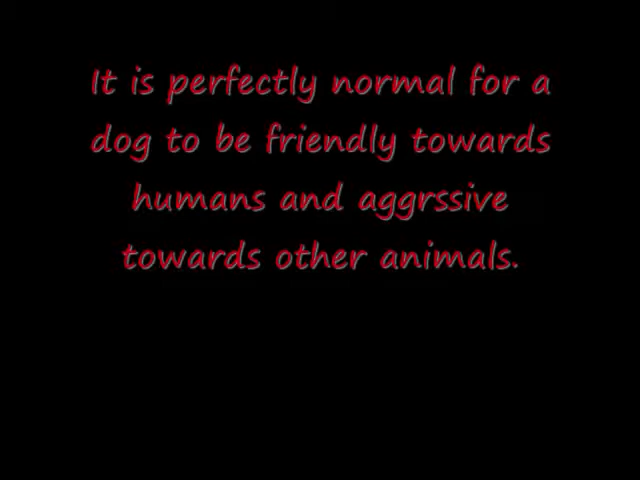 It is perfectly normal for a
dog to be friendly towards
humans and aggrssive
towards other animals.